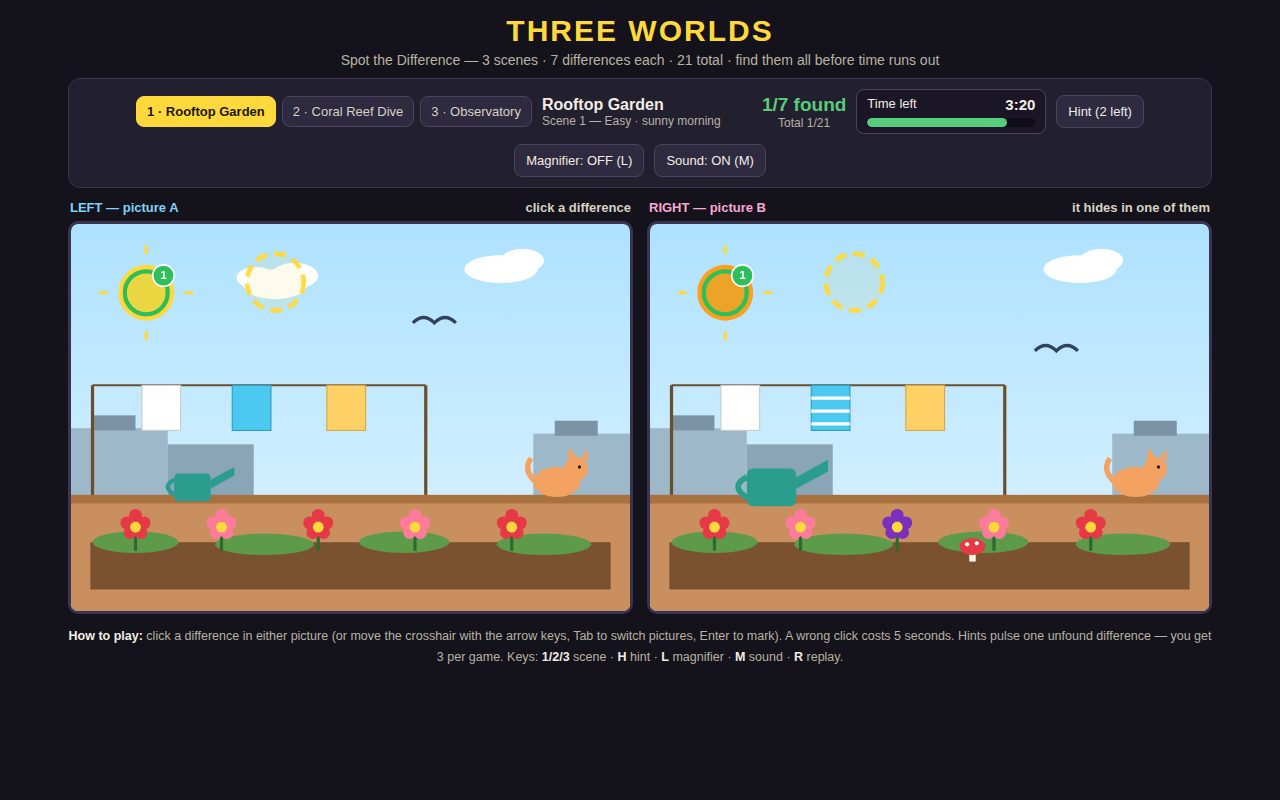 THREE WORLDS
Spot the Difference — 3 scenes · 7 differences each · 21 total · find them all before time runs out
1 · Rooftop Garden
2 · Coral Reef Dive
3 · Observatory
Rooftop Garden
Scene 1 — Easy · sunny morning
1/7 found
Total 1/21
Time left
3:20
Hint (2 left)
Magnifier: OFF (L)
Sound: ON (M)
LEFT — picture A
click a difference
RIGHT — picture B
it hides in one of them
1
1
How to play: click a difference in either picture (or move the crosshair with the arrow keys, Tab to switch pictures, Enter to mark). A wrong click costs 5 seconds. Hints pulse one unfound difference — you get
3 per game. Keys: 1/2/3 scene · H hint · L magnifier · M sound · R replay.